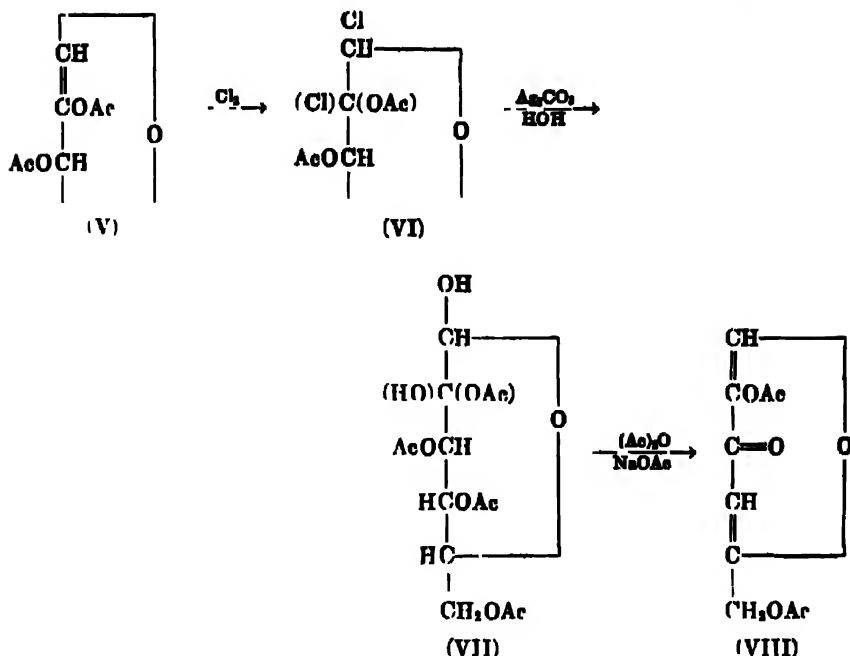 CH
COAc
AcOCH
O
(V)
Cl₂
Cl
CH
(Cl)C(OAc)
AcOCH
O
(VI)
Ag₂CO₃
HOH
OH
CH
(HO)C(OAc)
AcOCH
HCOAc
HC
CH₂OAc
O
(VII)
(Ac)₂O
NaOAc
CH
COAc
C=O
CH
C
CH₂OAc
O
(VIII)